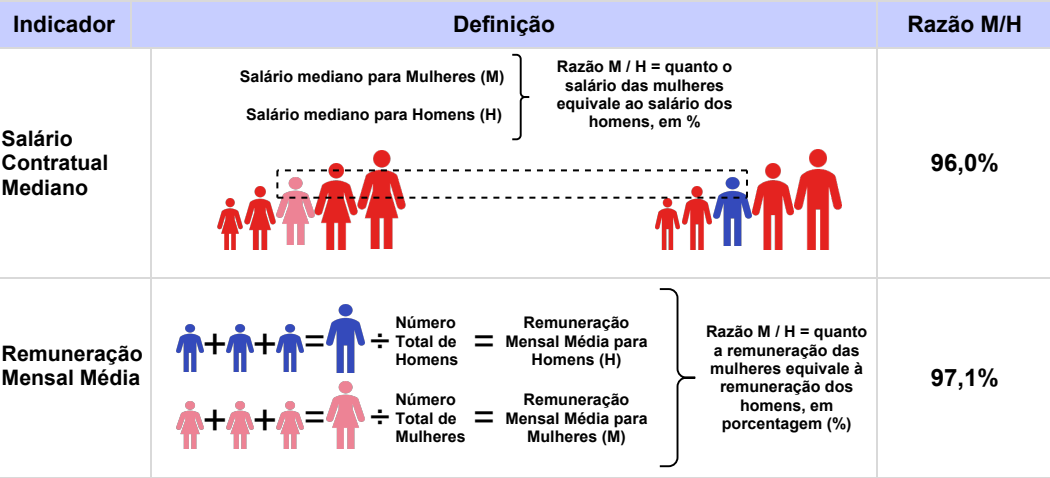 Indicador
Definição
Razão M/H
Salário
Contratual
Mediano
Salário mediano para Mulheres (M)
Salário mediano para Homens (H)
Razão M / H = quanto o
salário das mulheres
equivale ao salário dos
homens, em %
96,0%
Remuneração
Mensal Média
+ + = ÷
Número
Total de
Homens
=
Remuneração
Mensal Média para
Homens (H)
+ + = ÷
Número
Total de
Mulheres
=
Remuneração
Mensal Média para
Mulheres (M)
Razão M / H = quanto
a remuneração das
mulheres equivale à
remuneração dos
homens, em
porcentagem (%)
97,1%